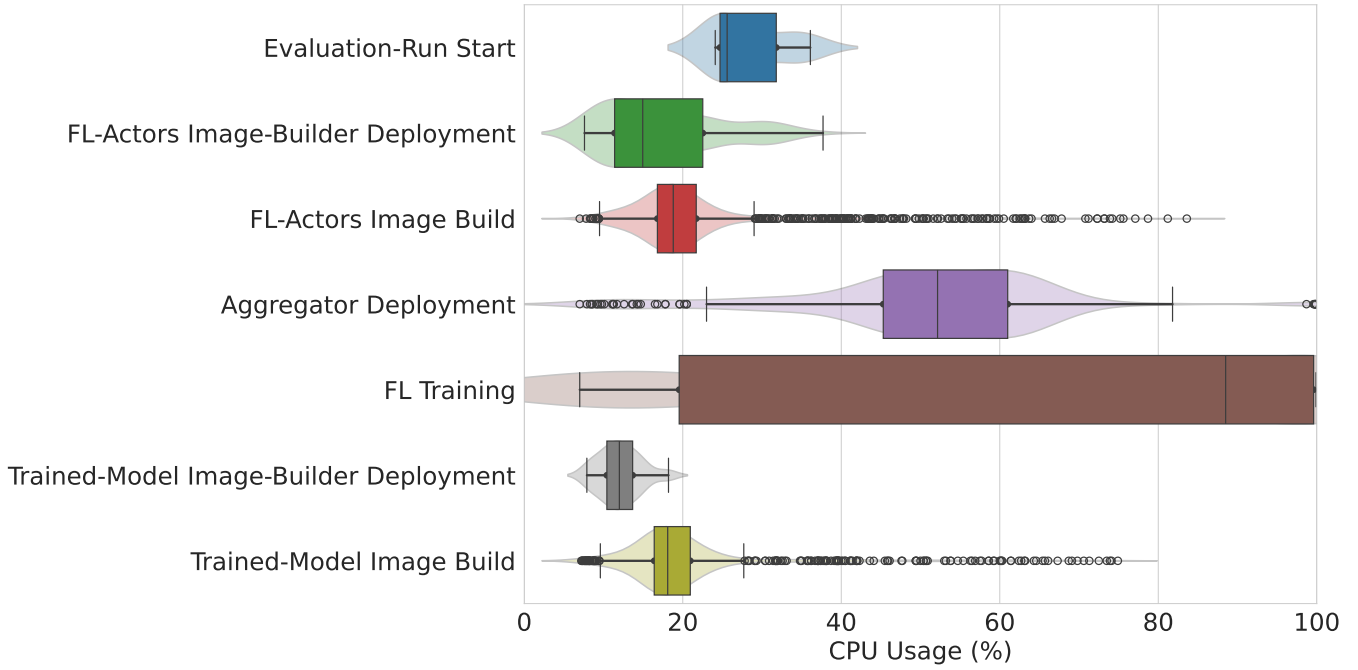 Evaluation-Run Start
FL-Actors Image-Builder Deployment
FL-Actors Image Build
Aggregator Deployment
FL Training
Trained-Model Image-Builder Deployment
Trained-Model Image Build
0 20 40 60 80 100
CPU Usage (%)